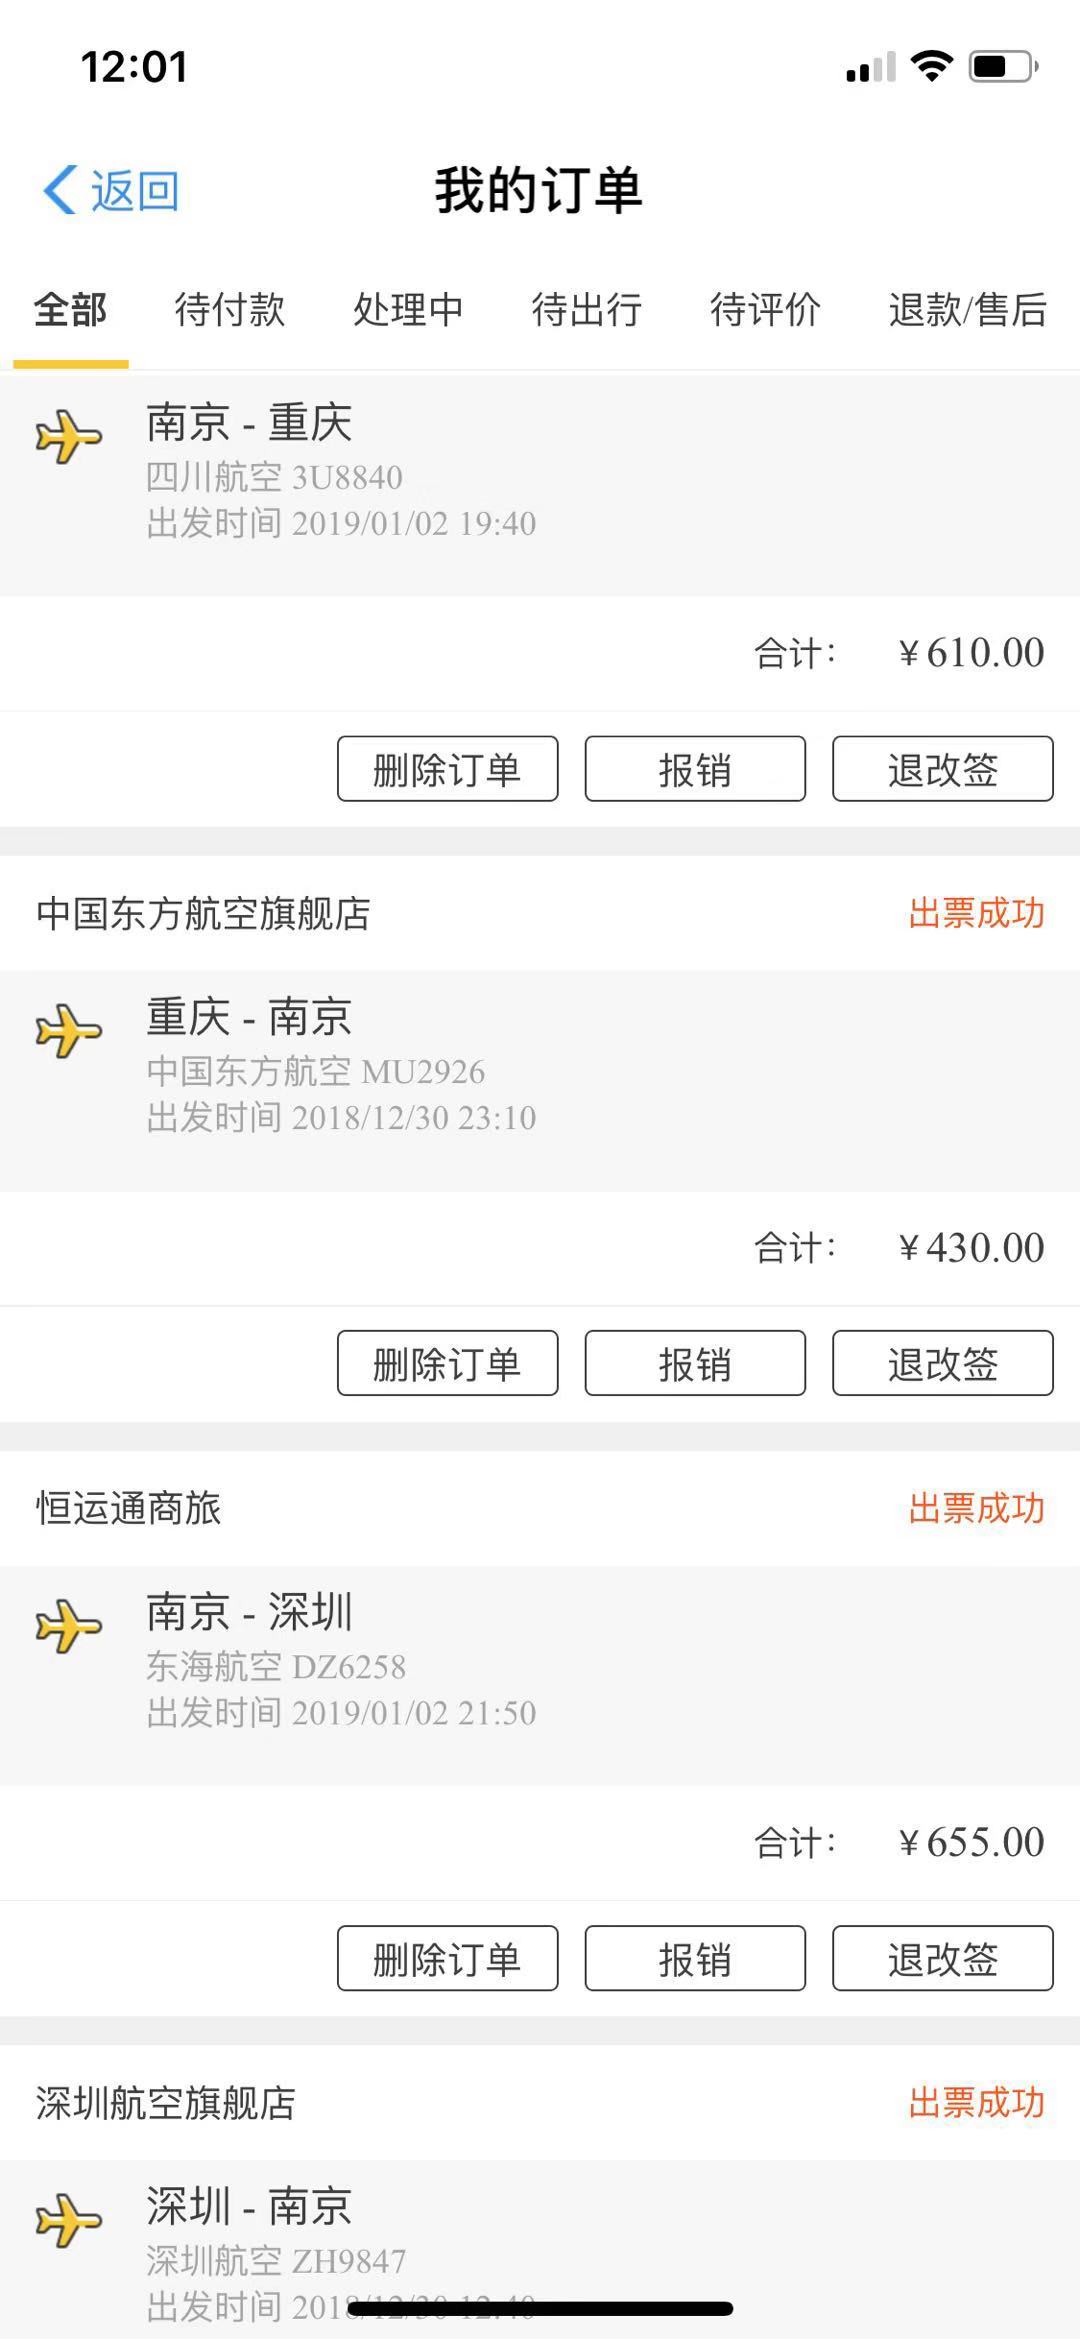 12:01
返回
我的订单
全部 待付款 处理中 待出行 待评价 退款/售后
南京 - 重庆
四川航空 3U8840
出发时间 2019/01/02 19:40
合计： ¥610.00
删除订单 报销 退改签
中国东方航空旗舰店 出票成功
重庆 - 南京
中国东方航空 MU2926
出发时间 2018/12/30 23:10
合计： ¥430.00
删除订单 报销 退改签
恒运通商旅 出票成功
南京 - 深圳
东海航空 DZ6258
出发时间 2019/01/02 21:50
合计： ¥655.00
删除订单 报销 退改签
深圳航空旗舰店 出票成功
深圳 - 南京
深圳航空 ZH9847
出发时间 2018/12/30 12:40